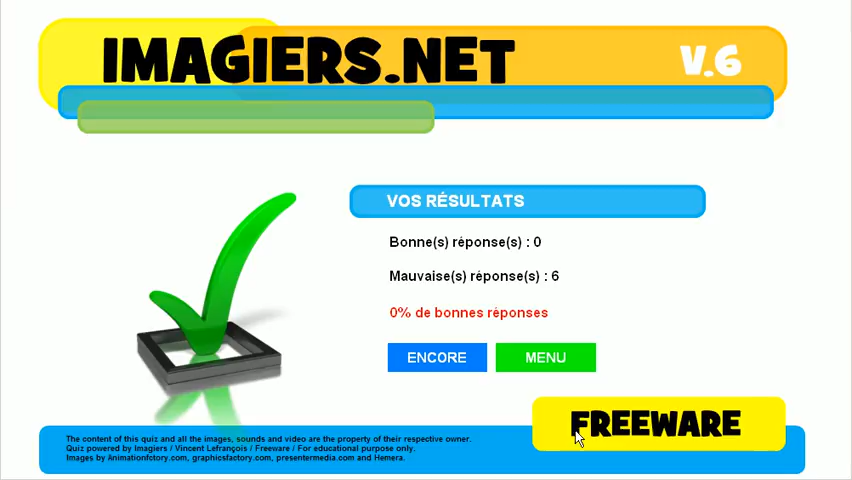 IMAGIERS.NET
V.6
VOS RÉSULTATS
Bonne(s) réponse(s) : 0
Mauvaise(s) réponse(s) : 6
0% de bonnes réponses
ENCORE
MENU
FREEWARE
The content of this quiz and all the images, sounds and video are the property of their respective owner.
Quiz powered by Imagiers / Vincent Lefrançois / Freeware / For educational purpose only.
Images by Animationfctory.com, graphicsfactory.com, presentermedia.com and Hemera.